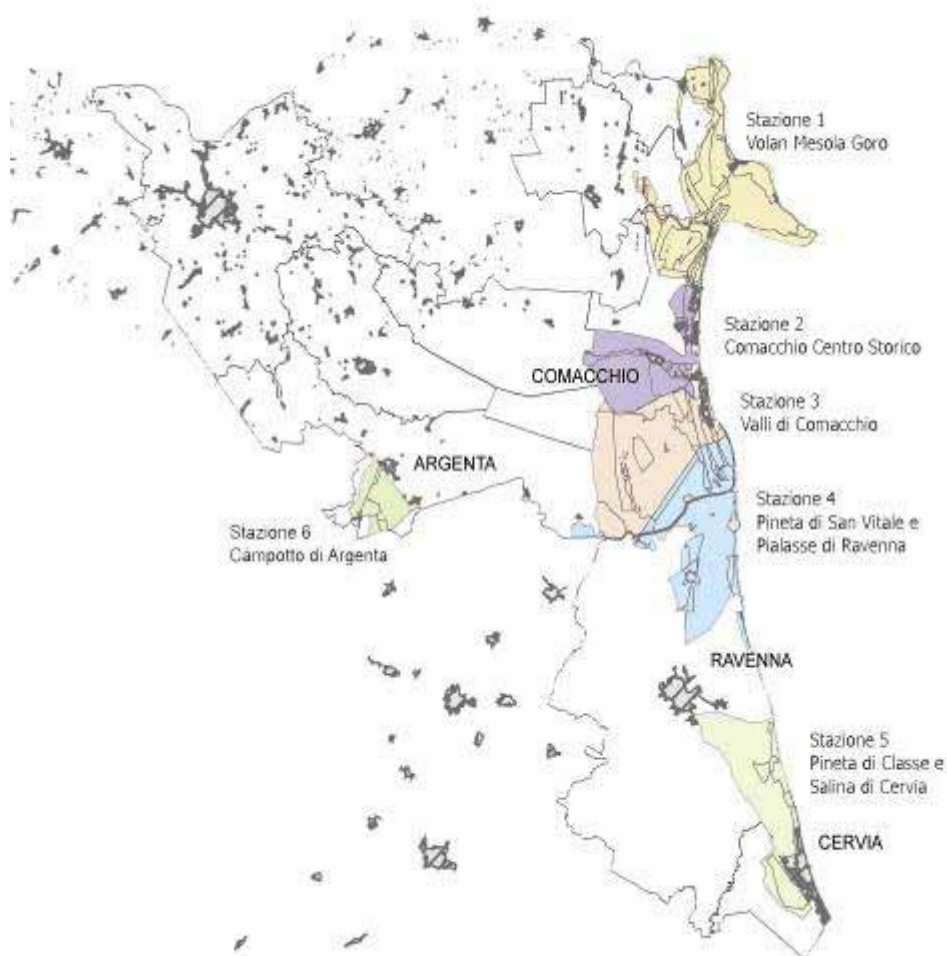 Stazione 1
Volan Mesola Goro
Stazione 2
Comacchio Centro Storico
COMACCHIO
Stazione 3
Valli di Comacchio
ARGENTA
Stazione 4
Pineta di San Vitale e
Pialasse di Ravenna
Stazione 6
Campotto di Argenta
RAVENNA
Stazione 5
Pineta di Classe e
Salina di Cervia
CERVIA